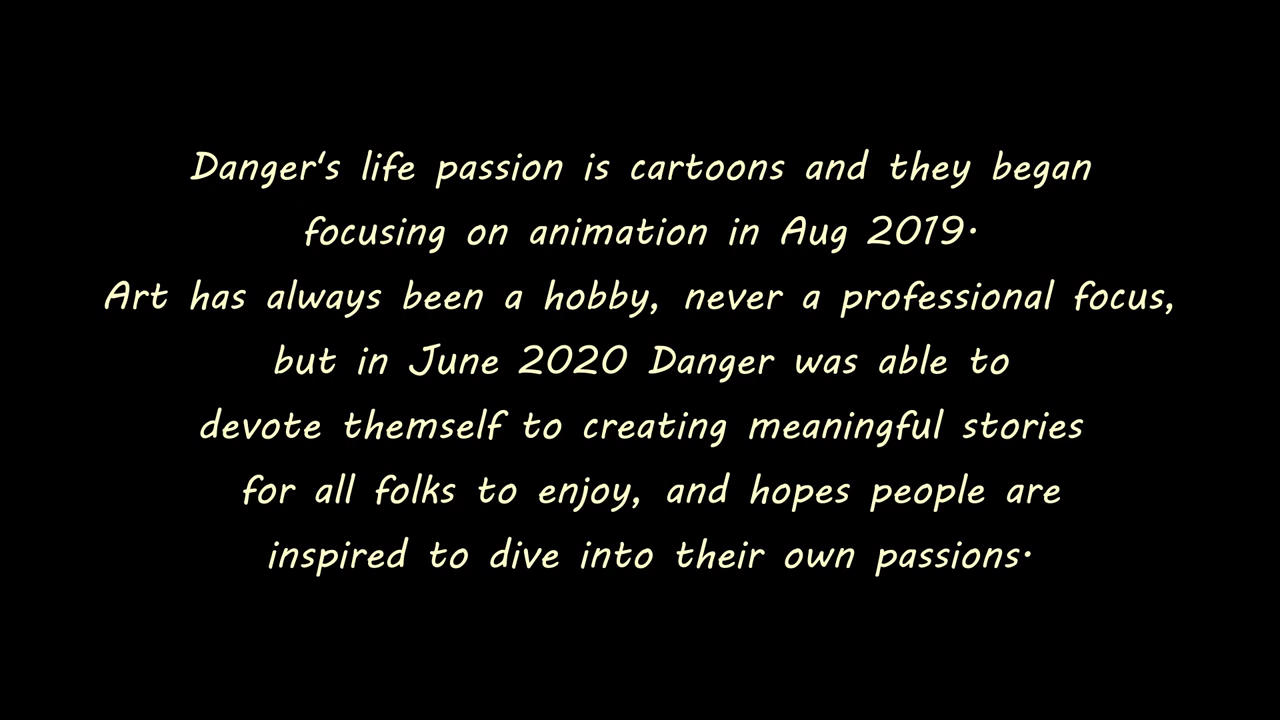 Danger's life passion is cartoons and they began
focusing on animation in Aug 2019.
Art has always been a hobby, never a professional focus,
but in June 2020 Danger was able to
devote themself to creating meaningful stories
for all folks to enjoy, and hopes people are
inspired to dive into their own passions.